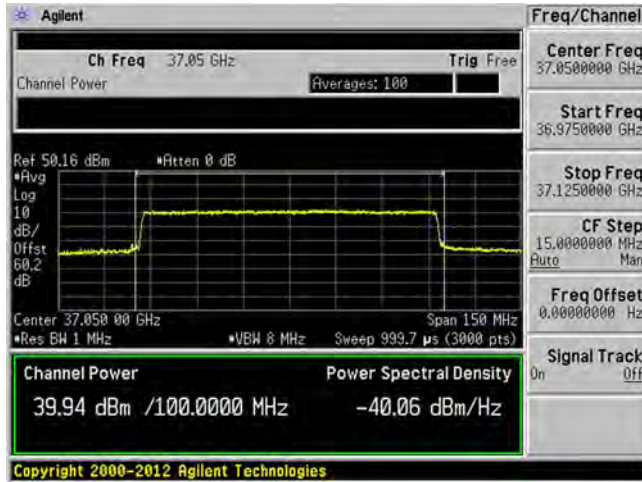 Agilent
Freq/Channel
Ch Freq 37.05 GHz Trig Free
Channel Power Averages: 100
Center Freq
37.0500000 GHz
Start Freq
36.9750000 GHz
Stop Freq
37.1250000 GHz
CF Step
15.0000000 MHz
Auto Man
Freq Offset
0.00000000 Hz
Signal Track
On Off
Ref 50.16 dBm *Atten 0 dB
*Avg
Log
10
dB/
Offst
60.2
dB
Center 37.050 00 GHz Span 150 MHz
*Res BW 1 MHz *VBW 8 MHz Sweep 999.7 µs (3000 pts)
Channel Power Power Spectral Density
39.94 dBm /100.0000 MHz -40.06 dBm/Hz
Copyright 2000-2012 Agilent Technologies